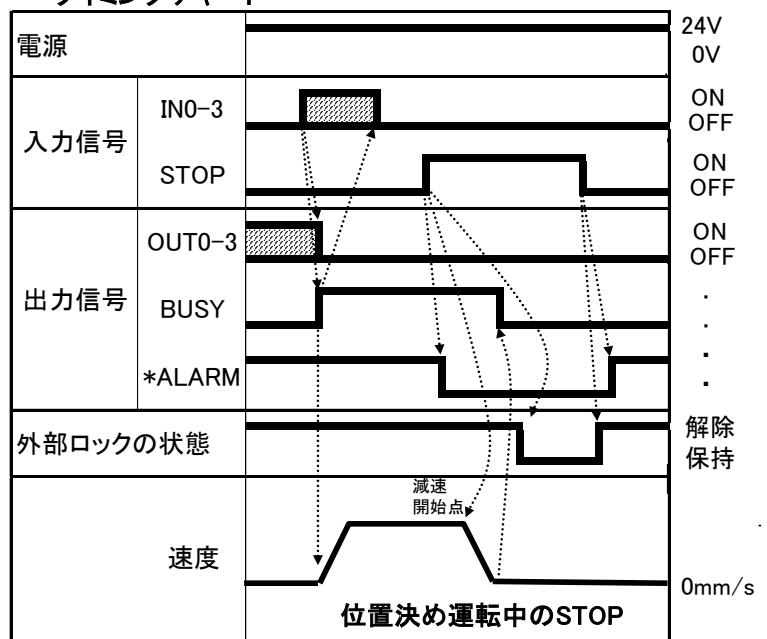 電源
24V
0V
入力信号
IN0-3
ON
OFF
STOP
ON
OFF
出力信号
OUT0-3
ON
OFF
BUSY
*ALARM
外部ロックの状態
解除
保持
速度
減速
開始点
0mm/s
位置決め運転中のSTOP